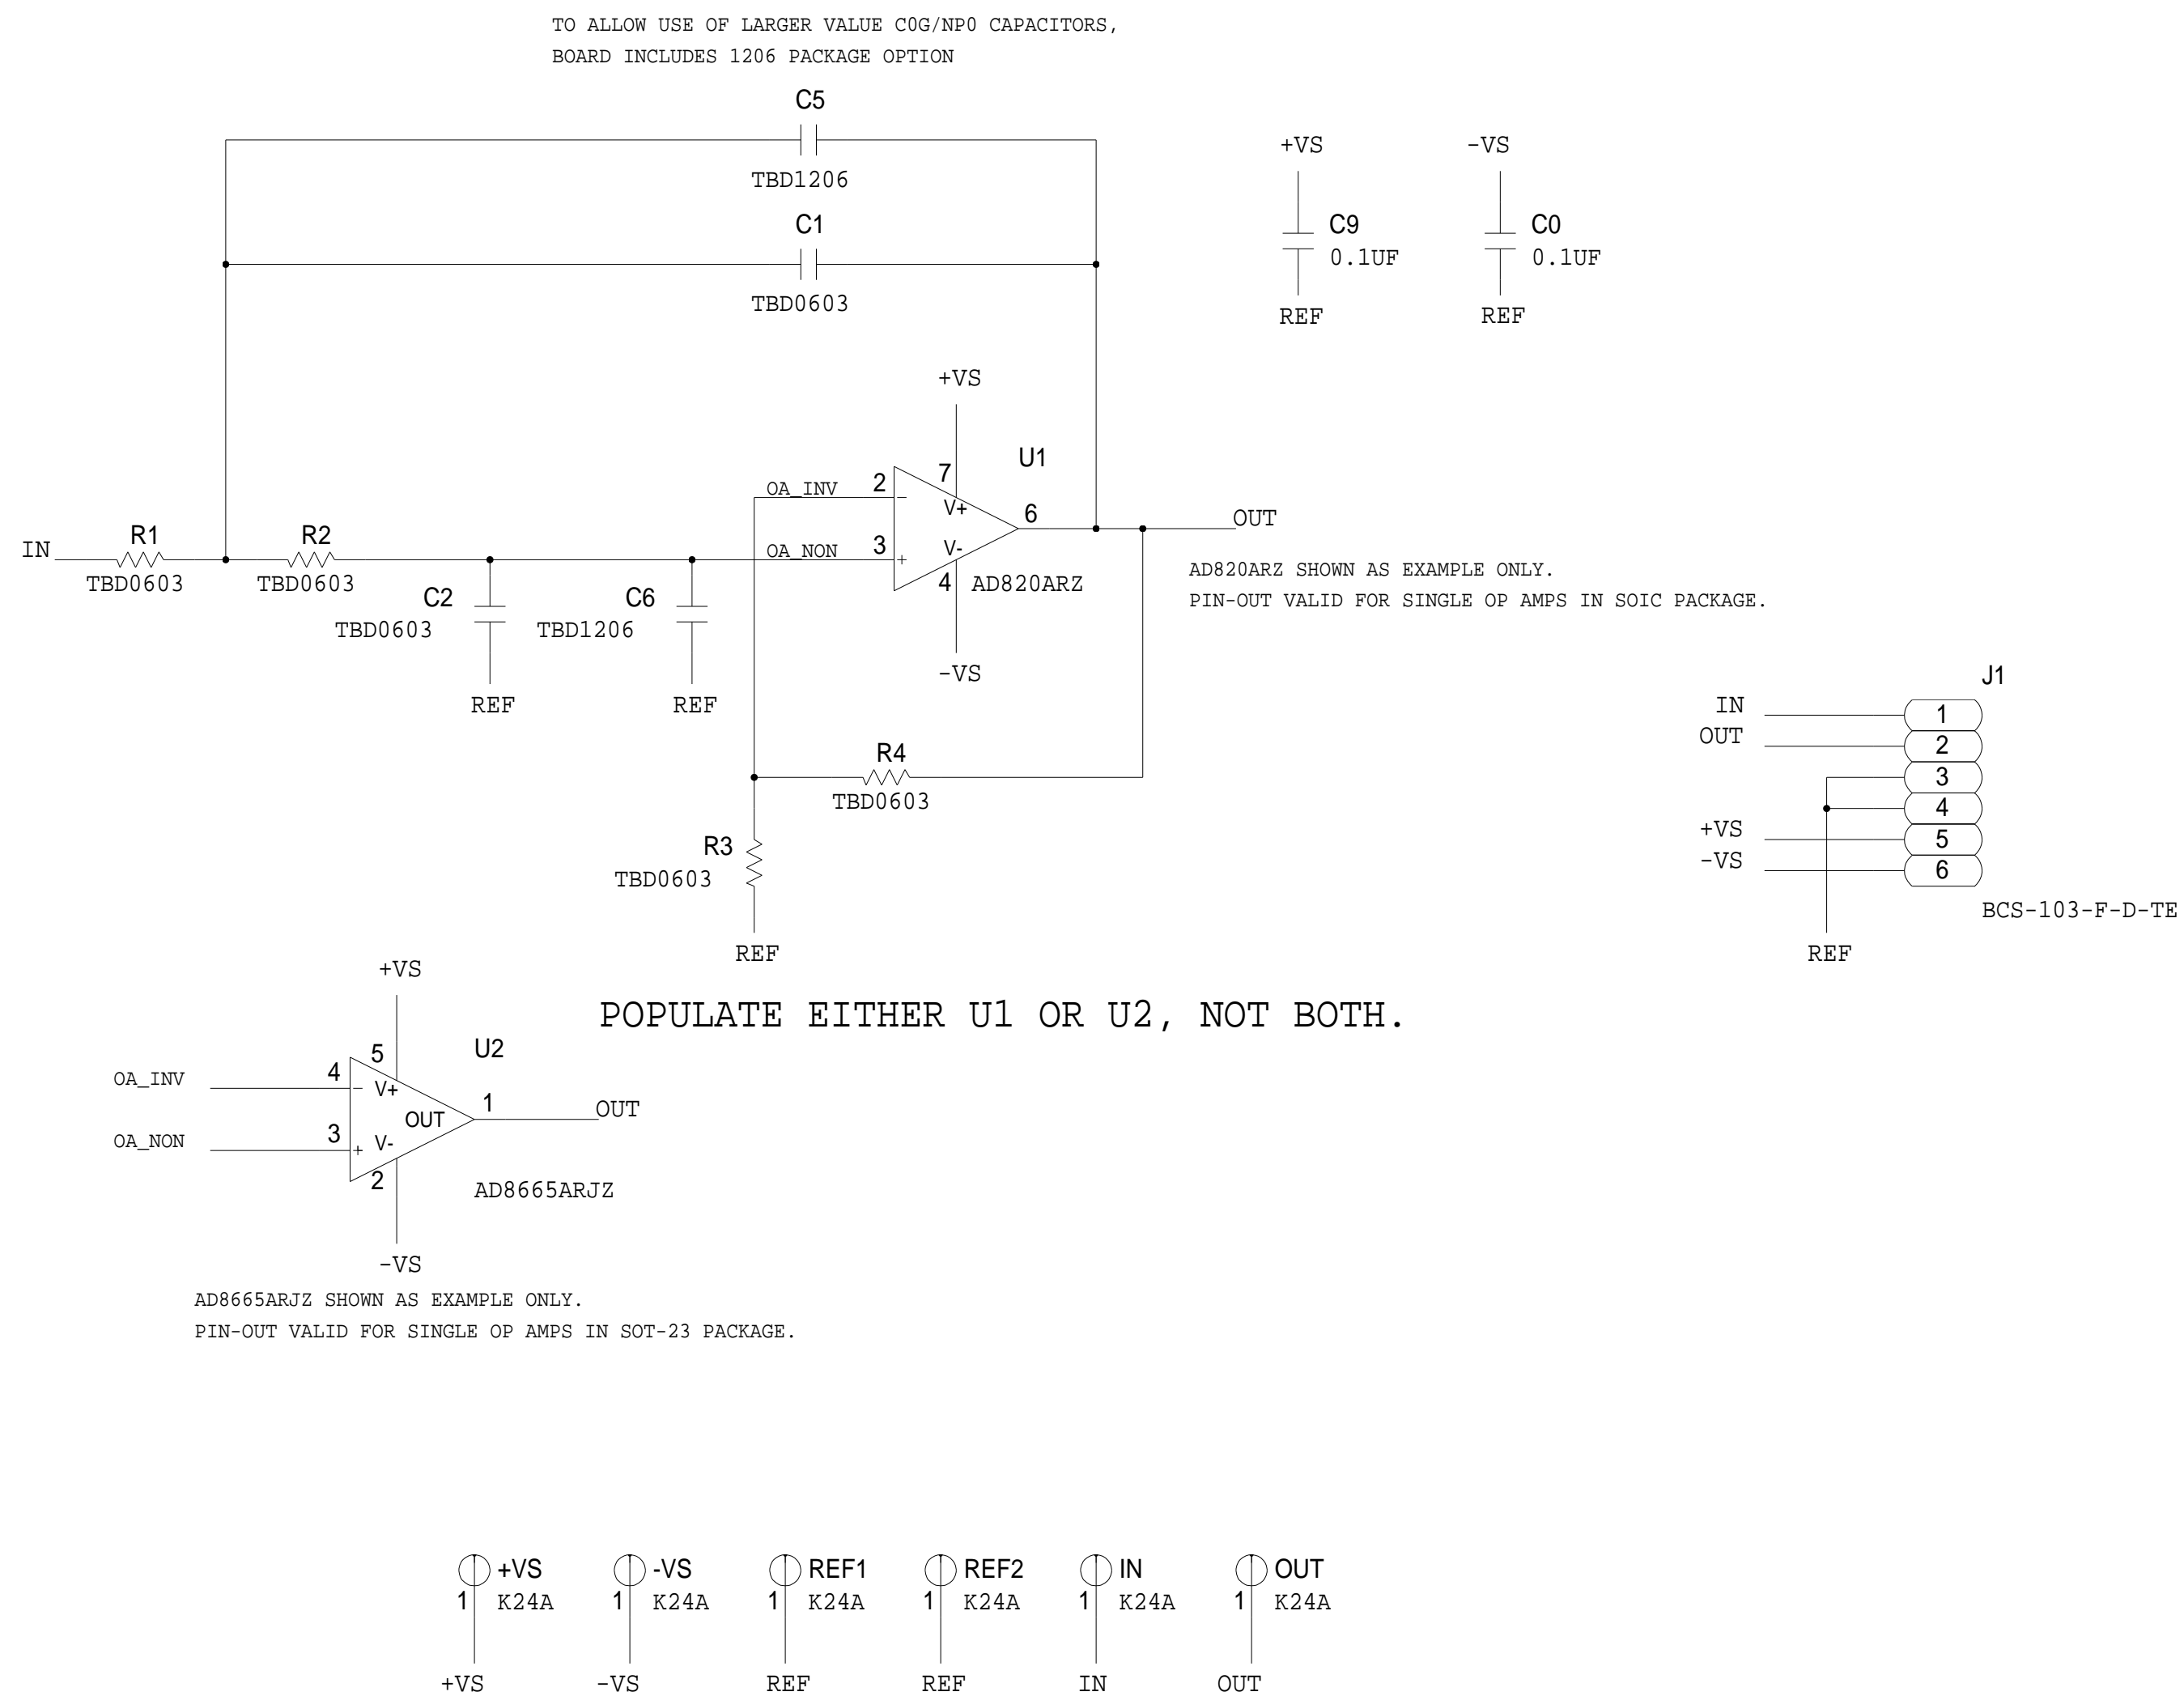 TO ALLOW USE OF LARGER VALUE C0G/NP0 CAPACITORS,
BOARD INCLUDES 1206 PACKAGE OPTION
C5
TBD1206
C1
TBD0603
+VS
C9
0.1UF
REF
-VS
C0
0.1UF
REF
+VS
U1
7
OA_INV
2
-
V+
6
OUT
IN
R1
TBD0603
R2
TBD0603
OA_NON
3
+
V-
4
AD820ARZ
-VS
C2
TBD0603
REF
C6
TBD1206
REF
AD820ARZ SHOWN AS EXAMPLE ONLY.
PIN-OUT VALID FOR SINGLE OP AMPS IN SOIC PACKAGE.
R4
TBD0603
R3
TBD0603
REF
J1
IN
1
OUT
2
3
4
+VS
5
-VS
6
BCS-103-F-D-TE
REF
POPULATE EITHER U1 OR U2, NOT BOTH.
+VS
U2
5
OA_INV
4
-
V+
OUT
1
OUT
OA_NON
3
+
V-
2
AD8665ARJZ
-VS
AD8665ARJZ SHOWN AS EXAMPLE ONLY.
PIN-OUT VALID FOR SINGLE OP AMPS IN SOT-23 PACKAGE.
+VS
1
K24A
+VS
-VS
1
K24A
-VS
REF1
1
K24A
REF
REF2
1
K24A
REF
IN
1
K24A
IN
OUT
1
K24A
OUT